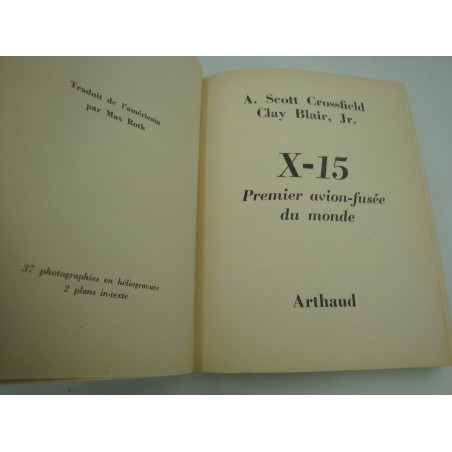 Traduit de l'américain
par Max Roth
37 photographies en héliogravure
2 plans in-texte
A. Scott Crossfield
Clay Blair, Jr.
X-15
Premier avion-fusée
du monde
Arthaud